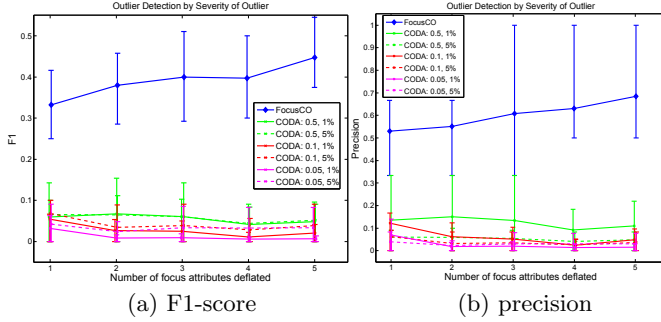 Outlier Detection by Severity of Outlier
0.5
0.4
0.3
0.2
0.1
0
F1
FocusCO
CODA: 0.5, 1%
CODA: 0.5, 5%
CODA: 0.1, 1%
CODA: 0.1, 5%
CODA: 0.05, 1%
CODA: 0.05, 5%
1 2 3 4 5
Number of focus attributes deflated
(a) F1-score
Outlier Detection by Severity of Outlier
1
0.9
0.8
0.7
0.6
0.5
0.4
0.3
0.2
0.1
0
Precision
FocusCO
CODA: 0.5, 1%
CODA: 0.5, 5%
CODA: 0.1, 1%
CODA: 0.1, 5%
CODA: 0.05, 1%
CODA: 0.05, 5%
1 2 3 4 5
Number of focus attributes deflated
(b) precision